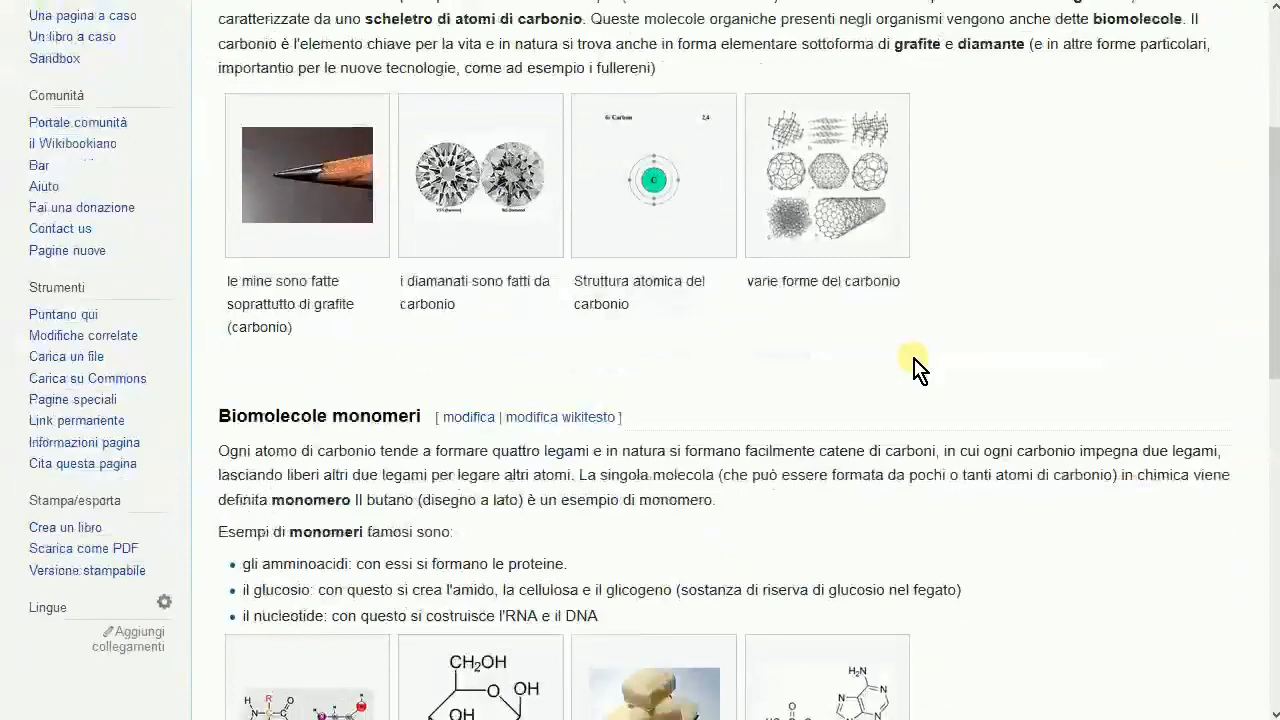 Una pagina a caso
Un libro a caso
Sandbox
Comunità
Portale comunità
il Wikibookiano
Bar
Aiuto
Fai una donazione
Contact us
Pagine nuove
Strumenti
Puntano qui
Modifiche correlate
Carica un file
Carica su Commons
Pagine speciali
Link permanente
Informazioni pagina
Cita questa pagina
Stampa/esporta
Crea un libro
Scarica come PDF
Versione stampabile
Lingue
Aggiungi
collegamenti
caratterizzate da uno scheletro di atomi di carbonio. Queste molecole organiche presenti negli organismi vengono anche dette biomolecole. Il
carbonio è l'elemento chiave per la vita e in natura si trova anche in forma elementare sottoforma di grafite e diamante (e in altre forme particolari,
importantio per le nuove tecnologie, come ad esempio i fullereni)
6: Carbon 2,4
C
le mine sono fatte
soprattutto di grafite
(carbonio)
i diamanati sono fatti da
carbonio
Struttura atomica del
carbonio
varie forme del carbonio
Biomolecole monomeri [ modifica | modifica wikitesto ]
Ogni atomo di carbonio tende a formare quattro legami e in natura si formano facilmente catene di carboni, in cui ogni carbonio impegna due legami,
lasciando liberi altri due legami per legare altri atomi. La singola molecola (che può essere formata da pochi o tanti atomi di carbonio) in chimica viene
definita monomero Il butano (disegno a lato) è un esempio di monomero.
Esempi di monomeri famosi sono:
gli amminoacidi: con essi si formano le proteine.
il glucosio: con questo si crea l'amido, la cellulosa e il glicogeno (sostanza di riserva di glucosio nel fegato)
il nucleotide: con questo si costruisce l'RNA e il DNA
H R O
H N C C
CH₂OH
O OH
OH
H₂N
N
N
O